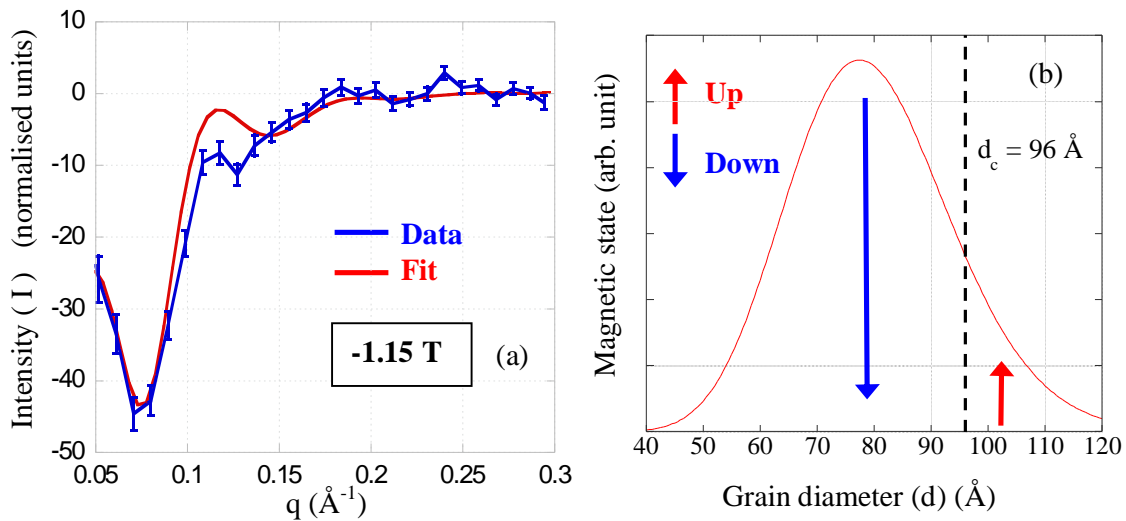 10
0
-10
-20
-30
-40
-50
Intensity ( I )   (normalised units)
Data
Fit
-1.15 T
(a)
0.05 0.1 0.15 0.2 0.25 0.3
q (Å⁻¹)
(b)
Up
Down
d_c = 96 Å
Magnetic state (arb. unit)
40 50 60 70 80 90 100 110 120
Grain diameter (d) (Å)